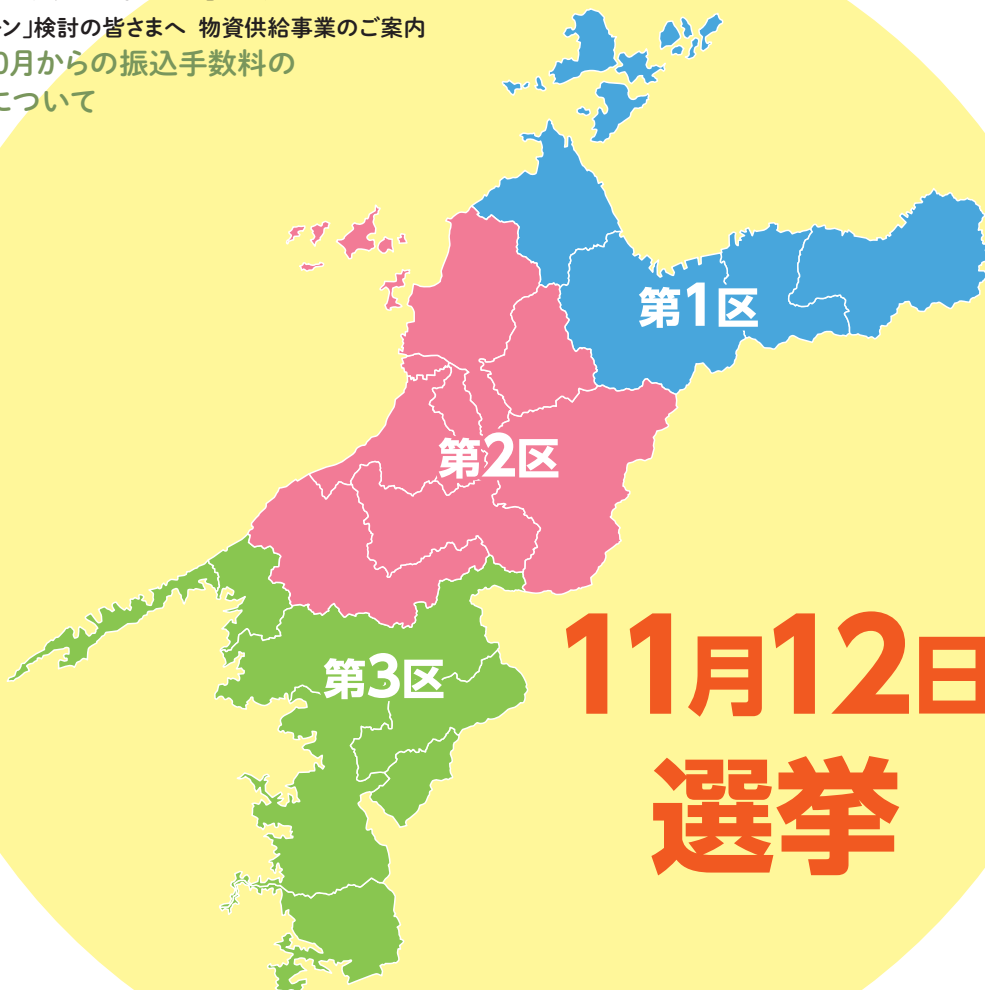 ン」検討の皆さまへ 物資供給事業のご案内
0月からの振込手数料の
について
第1区
第2区
第3区
11月12日
選挙